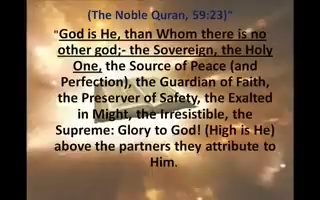 (The Noble Quran, 59:23)"
"God is He, than Whom there is no
other god;- the Sovereign, the Holy
One, the Source of Peace (and
Perfection), the Guardian of Faith,
the Preserver of Safety, the Exalted
in Might, the Irresistible, the
Supreme: Glory to God! (High is He)
above the partners they attribute to
Him.